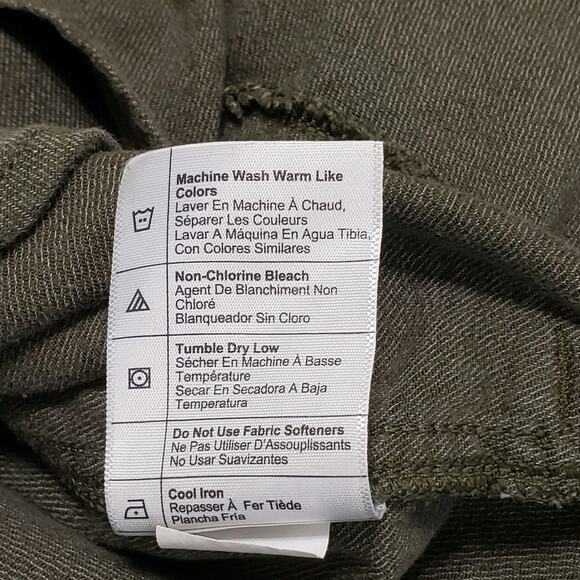 Machine Wash Warm Like
Colors
Laver En Machine À Chaud,
Séparer Les Couleurs
Lavar A Máquina En Agua Tibia,
Con Colores Similares
Non-Chlorine Bleach
Agent De Blanchiment Non
Chloré
Blanqueador Sin Cloro
Tumble Dry Low
Sécher En Machine À Basse
Température
Secar En Secadora A Baja
Temperatura
Do Not Use Fabric Softeners
Ne Pas Utiliser D'Assouplissants
No Usar Suavizantes
Cool Iron
Repasser À Fer Tiède
Plancha Fría